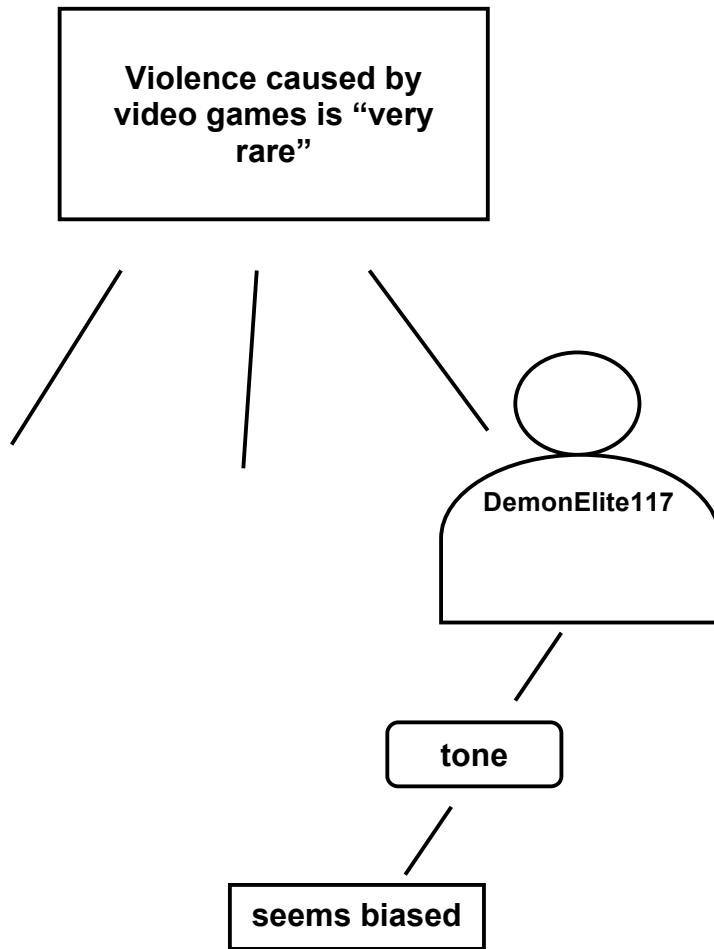 Violence caused by
video games is “very
rare”
DemonElite117
tone
seems biased